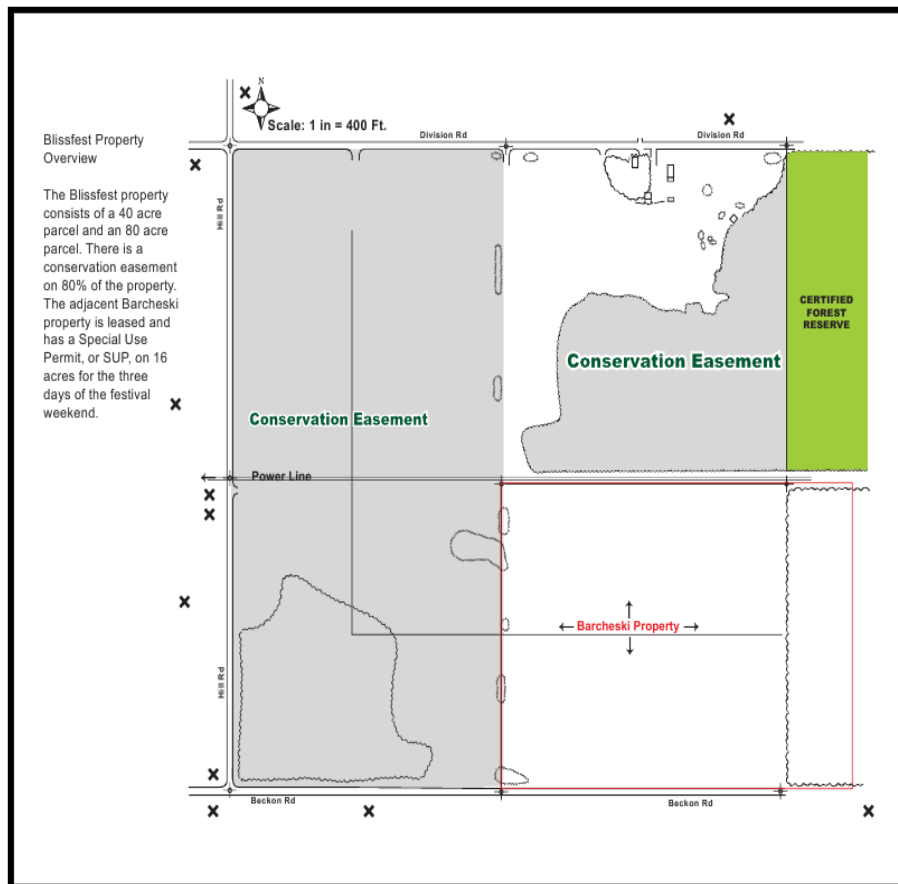 N
Scale: 1 in = 400 Ft.
Division Rd
Division Rd
Blissfest Property
Overview
The Blissfest property
consists of a 40 acre
parcel and an 80 acre
parcel. There is a
conservation easement
on 80% of the property.
The adjacent Barcheski
property is leased and
has a Special Use
Permit, or SUP, on 16
acres for the three
days of the festival
weekend.
Hill Rd
CERTIFIED
FOREST
RESERVE
Conservation Easement
Conservation Easement
Power Line
Barcheski Property
Hill Rd
Beckon Rd
Beckon Rd